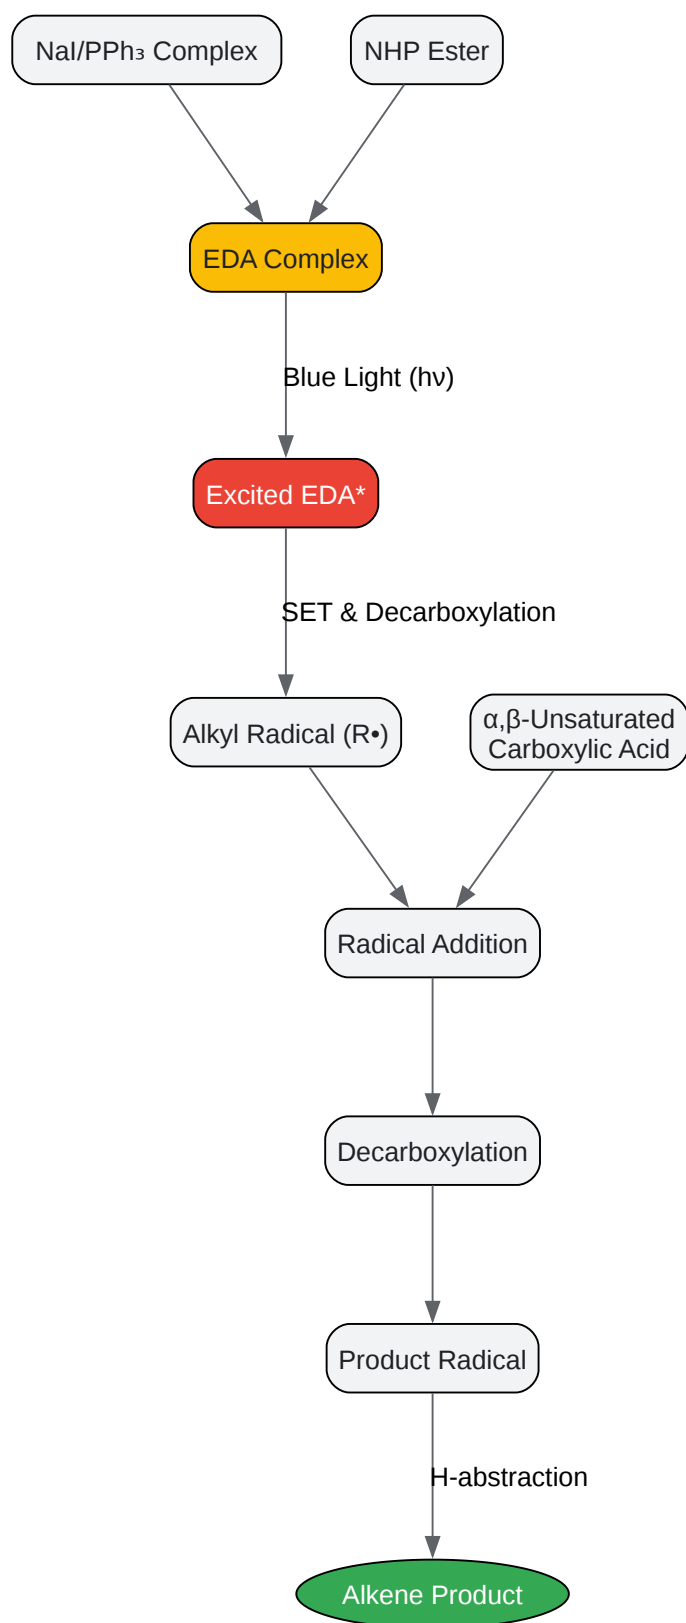 NaI/PPh₃ Complex
NHP Ester
EDA Complex
Blue Light (hν)
Excited EDA*
SET & Decarboxylation
Alkyl Radical (R•)
α,β-Unsaturated
Carboxylic Acid
Radical Addition
Decarboxylation
Product Radical
H-abstraction
Alkene Product